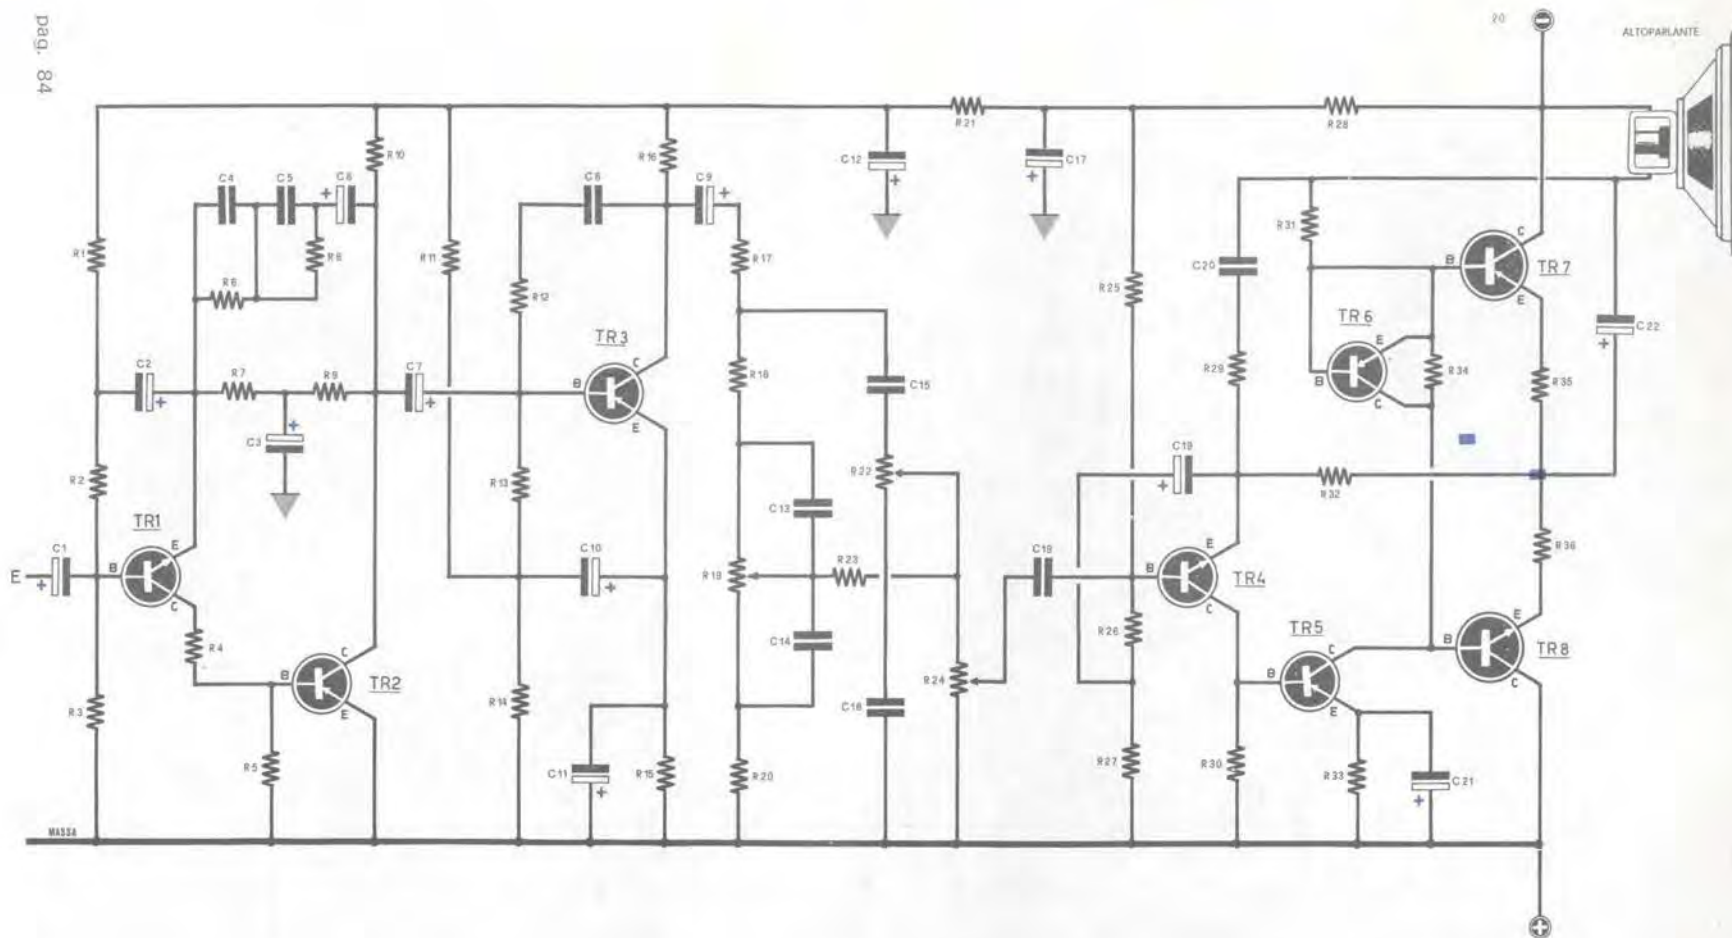 pag. 84
20
ALTOPARLANTE
R21
R28
C12
C17
R10
R16
C4
C5
C8
C6
C9
R1
R8
R11
R17
R31
C20
TR7
B
C
E
R6
R12
R25
TR6
C22
TR3
C2
R7
R9
C7
B
C
E
R18
C15
R29
B
E
C
R34
R35
C3
C19
R2
R13
R22
R32
TR1
C13
C1
E
B
E
C
C10
R19
R23
C18
B
E
C
TR4
R36
R4
C14
R26
TR5
E
TR2
B
C
E
R24
B
C
E
B
TR8
C
R3
R14
C16
R5
C11
R15
R20
R27
R30
R33
C21
MASSA